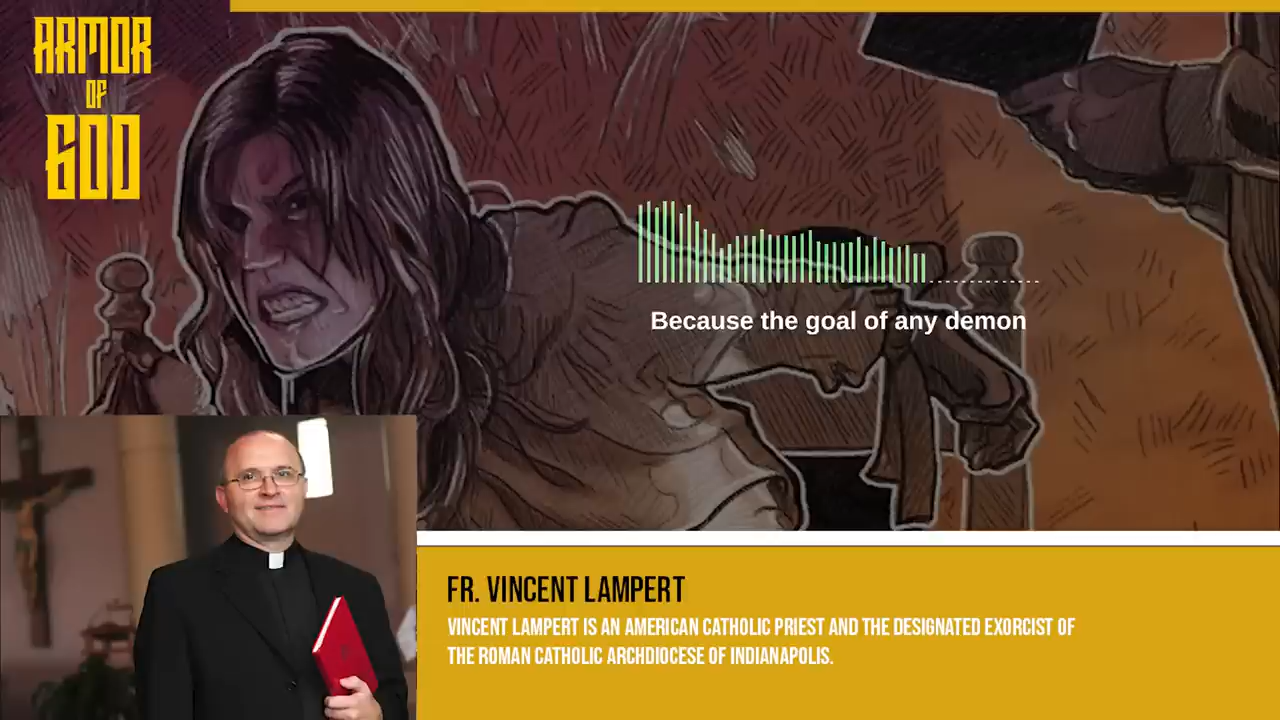 ARMOR
OF
GOD
Because the goal of any demon
FR. VINCENT LAMPERT
VINCENT LAMPERT IS AN AMERICAN CATHOLIC PRIEST AND THE DESIGNATED EXORCIST OF
THE ROMAN CATHOLIC ARCHDIOCESE OF INDIANAPOLIS.